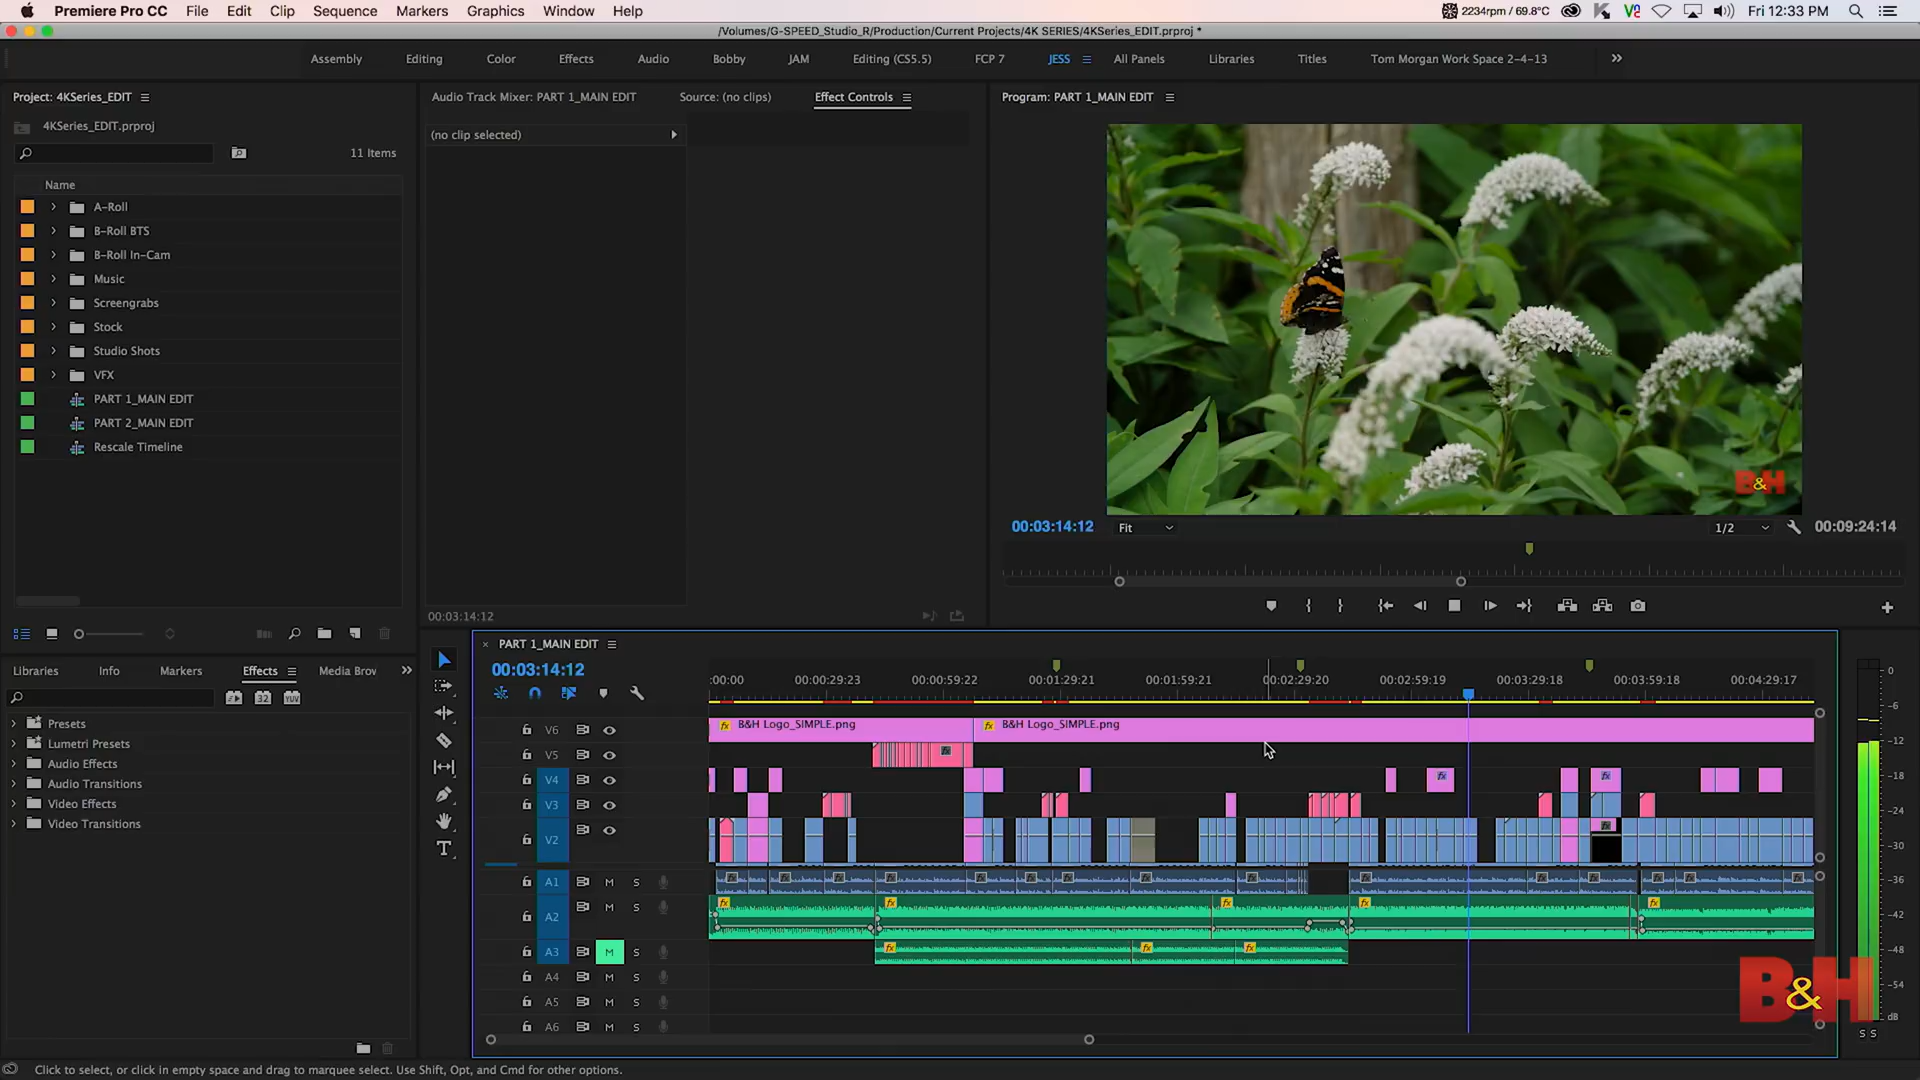 Premiere Pro CC File Edit Clip Sequence Markers Graphics Window Help 2234rpm / 69.8°C Fri 12:33 PM
/Volumes/G-SPEED_Studio_R/Production/Current Projects/4K SERIES/4KSeries_EDIT.prproj *
Assembly Editing Color Effects Audio Bobby JAM Editing (CS5.5) FCP 7 JESS All Panels Libraries Titles Tom Morgan Work Space 2-4-13
Project: 4KSeries_EDIT
Audio Track Mixer: PART 1_MAIN EDIT Source: (no clips) Effect Controls
Program: PART 1_MAIN EDIT
4KSeries_EDIT.prproj
(no clip selected)
11 Items
Name
A-Roll
B-Roll BTS
B-Roll In-Cam
Music
Screengrabs
Stock
Studio Shots
VFX
PART 1_MAIN EDIT
PART 2_MAIN EDIT
Rescale Timeline
B&H
00:03:14:12 Fit 1/2 00:09:24:14
00:03:14:12
PART 1_MAIN EDIT
00:03:14:12
:00:00 00:00:29:23 00:00:59:22 00:01:29:21 00:01:59:21 00:02:29:20 00:02:59:19 00:03:29:18 00:03:59:18 00:04:29:17
Libraries Info Markers Effects Media Brov
32 YUV
Presets
Lumetri Presets
Audio Effects
Audio Transitions
Video Effects
Video Transitions
V6 fx B&H Logo_SIMPLE.png fx B&H Logo_SIMPLE.png
V5
V4
V3
V2
A1 M S
A2 M S
A3 M S
A4 M S
A5 M S
A6 M S
0
-6
-12
-18
-24
-30
-36
-42
-48
-54
dB
S S
B&H
Click to select, or click in empty space and drag to marquee select. Use Shift, Opt, and Cmd for other options.